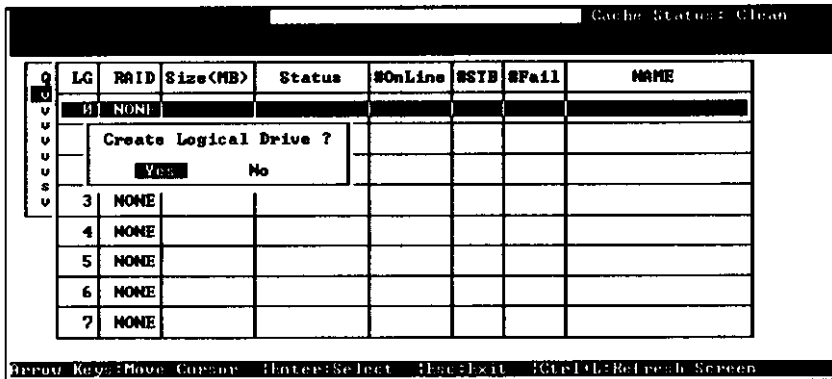 Cache Status: Clean
Q LG RAID Size(MB) Status #OnLine #STB #Fail NAME
v 0 NONE
v
v
v Create Logical Drive ?
v
v Yes No
s
v 3 NONE
4 NONE
5 NONE
6 NONE
7 NONE
Arrow Keys:Move Cursor |Enter:Select |Esc:Exit |Ctrl+L:Refresh Screen